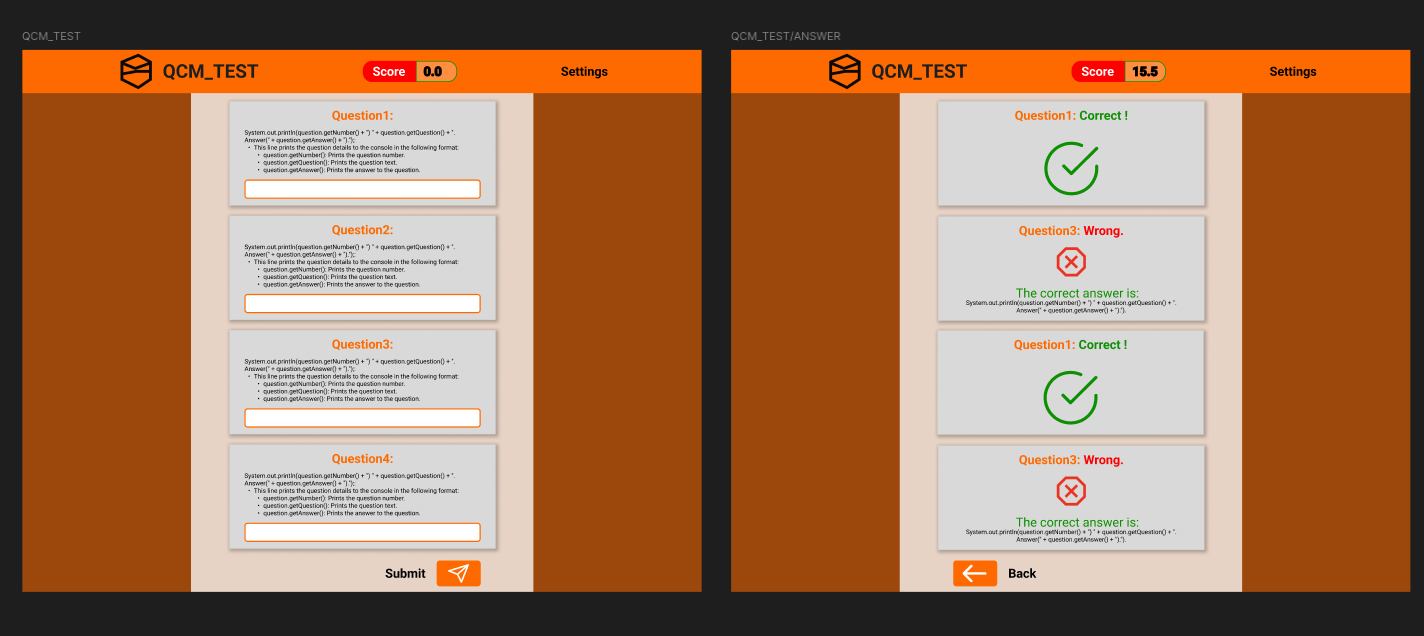 QCM_TEST
QCM_TEST
Score 0.0
Settings
Question1:
System.out.println(question.getNumber() + ") " + question.getQuestion() + ".
Answer(" + question.getAnswer() + ").");
• This line prints the question details to the console in the following format:
• question.getNumber(): Prints the question number.
• question.getQuestion(): Prints the question text.
• question.getAnswer(): Prints the answer to the question.
Question2:
System.out.println(question.getNumber() + ") " + question.getQuestion() + ".
Answer(" + question.getAnswer() + ").");
• This line prints the question details to the console in the following format:
• question.getNumber(): Prints the question number.
• question.getQuestion(): Prints the question text.
• question.getAnswer(): Prints the answer to the question.
Question3:
System.out.println(question.getNumber() + ") " + question.getQuestion() + ".
Answer(" + question.getAnswer() + ").");
• This line prints the question details to the console in the following format:
• question.getNumber(): Prints the question number.
• question.getQuestion(): Prints the question text.
• question.getAnswer(): Prints the answer to the question.
Question4:
System.out.println(question.getNumber() + ") " + question.getQuestion() + ".
Answer(" + question.getAnswer() + ").");
• This line prints the question details to the console in the following format:
• question.getNumber(): Prints the question number.
• question.getQuestion(): Prints the question text.
• question.getAnswer(): Prints the answer to the question.
Submit
QCM_TEST/ANSWER
QCM_TEST
Score 15.5
Settings
Question1: Correct !
Question3: Wrong.
The correct answer is:
System.out.println(question.getNumber() + ") " + question.getQuestion() + ".
Answer(" + question.getAnswer() + ").").
Question1: Correct !
Question3: Wrong.
The correct answer is:
System.out.println(question.getNumber() + ") " + question.getQuestion() + ".
Answer(" + question.getAnswer() + ").").
Back